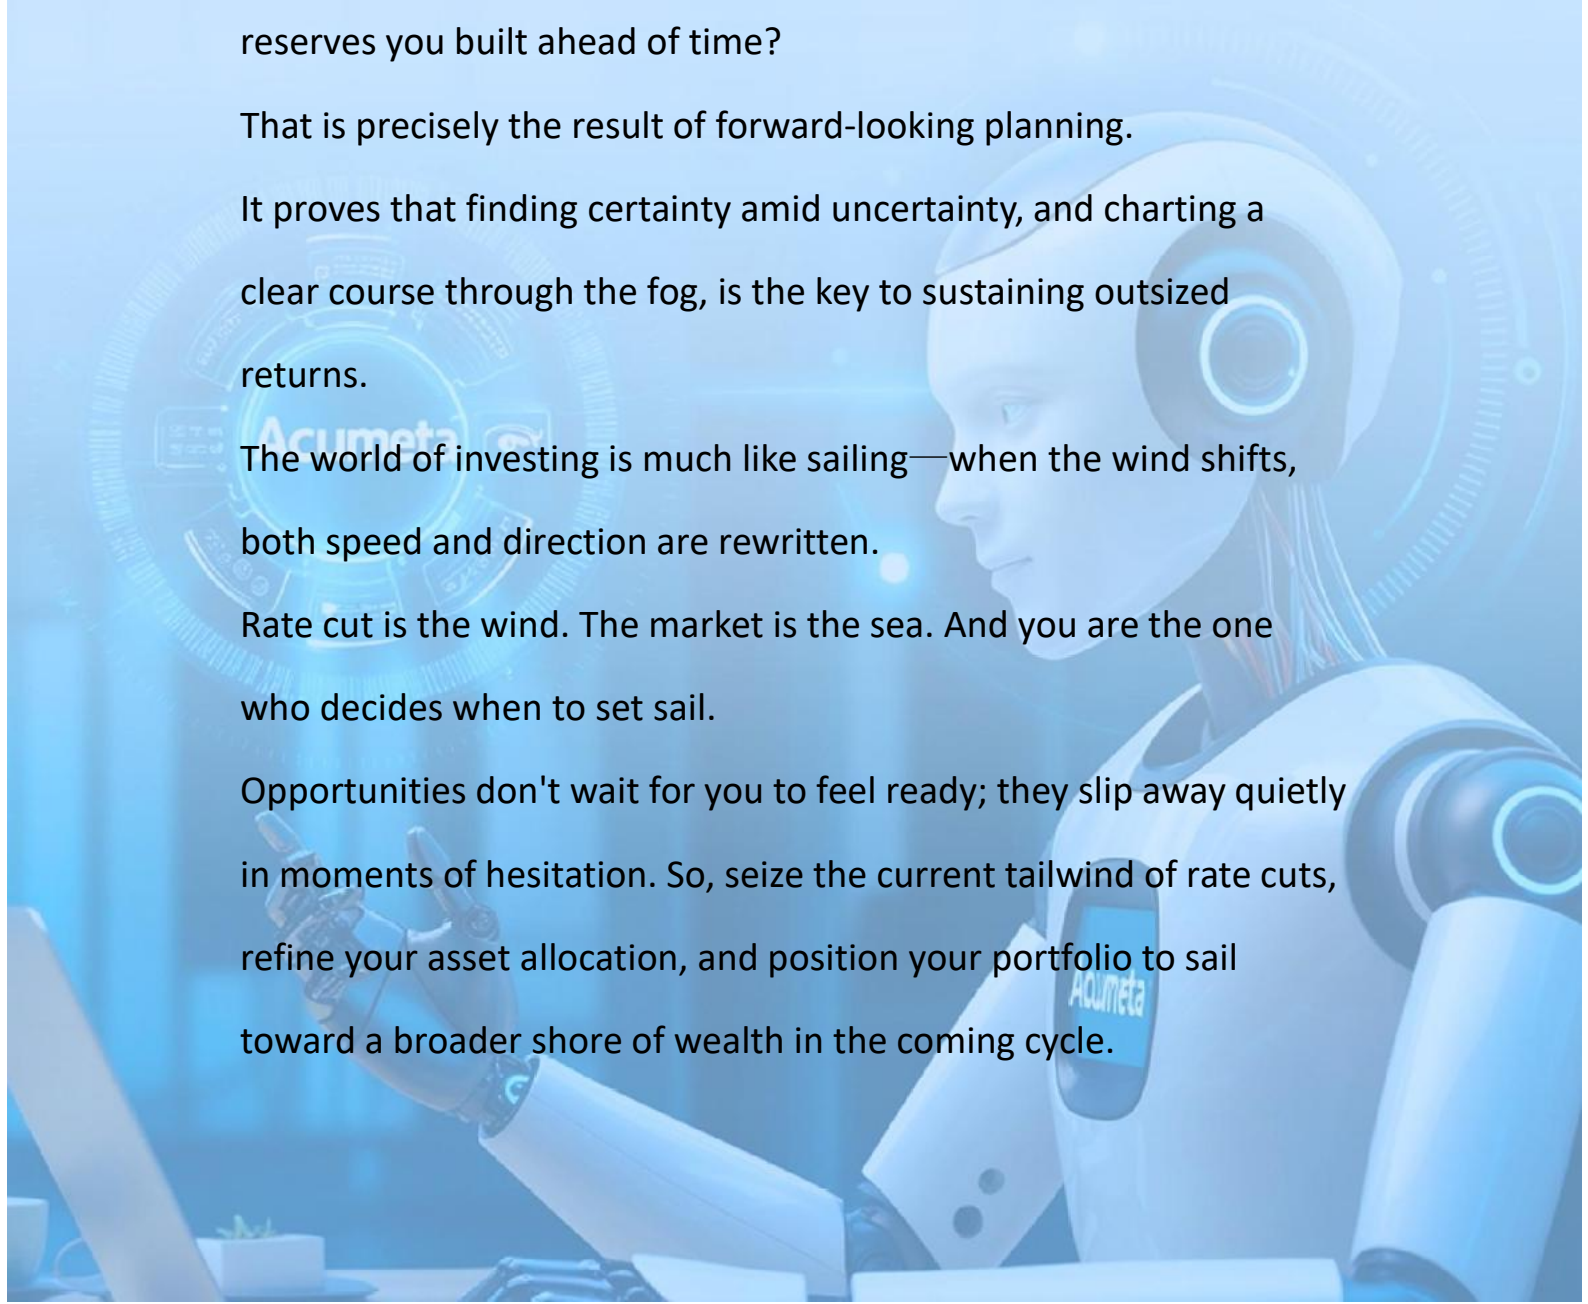 reserves you built ahead of time?
That is precisely the result of forward-looking planning.
It proves that finding certainty amid uncertainty, and charting a
clear course through the fog, is the key to sustaining outsized
returns.
Acumeta
The world of investing is much like sailing—when the wind shifts,
both speed and direction are rewritten.
Rate cut is the wind. The market is the sea. And you are the one
who decides when to set sail.
Opportunities don't wait for you to feel ready; they slip away quietly
in moments of hesitation. So, seize the current tailwind of rate cuts,
refine your asset allocation, and position your portfolio to sail
Acumeta
toward a broader shore of wealth in the coming cycle.